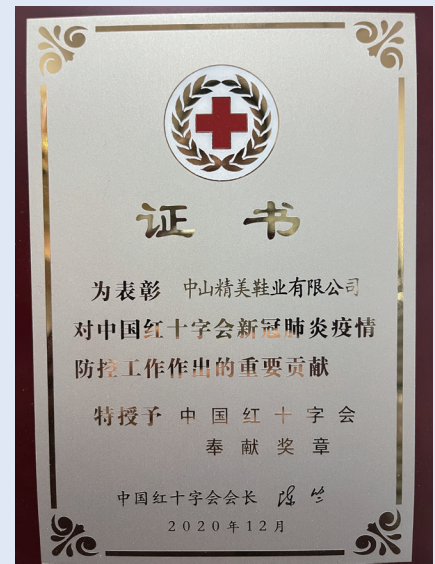 证书
为表彰 中山精美鞋业有限公司
对中国红十字会新冠肺炎疫情
防控工作作出的重要贡献
特授予 中国红十字会
奉献奖章
中国红十字会会长 陈竺
2020年12月